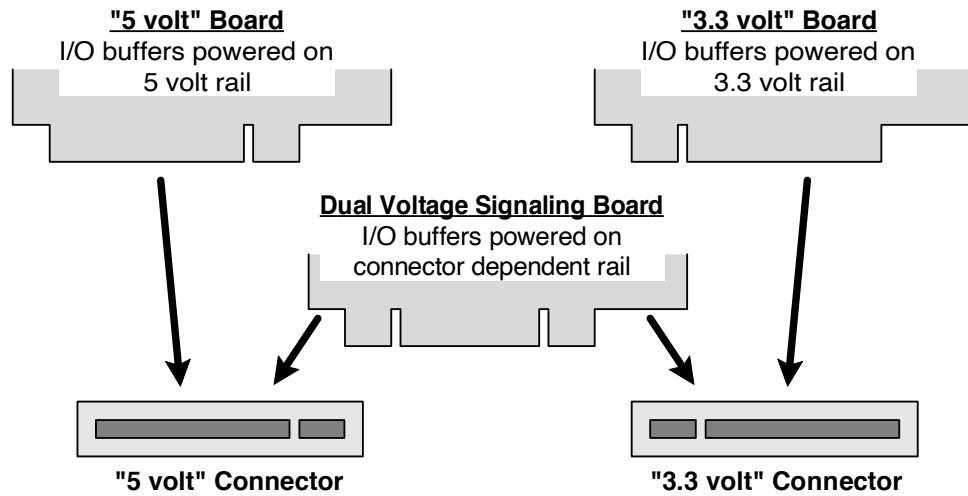 "5 volt" Board
I/O buffers powered on
5 volt rail
"3.3 volt" Board
I/O buffers powered on
3.3 volt rail
Dual Voltage Signaling Board
I/O buffers powered on
connector dependent rail
"5 volt" Connector
"3.3 volt" Connector